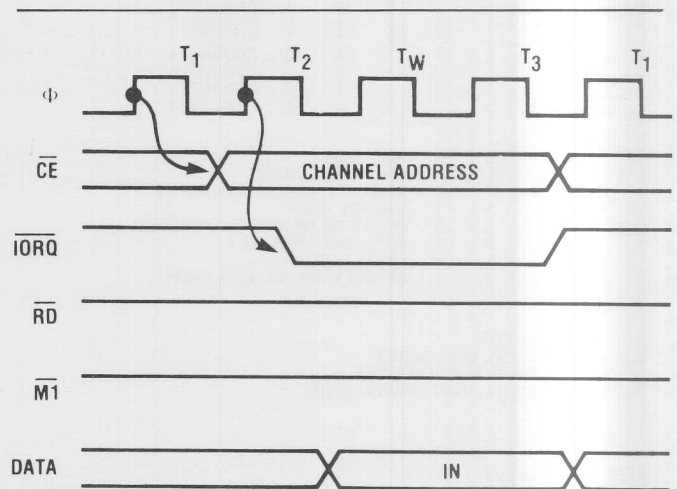 T1 T2 TW T3 T1
Φ
CE CHANNEL ADDRESS
IORQ
RD
M1
DATA IN